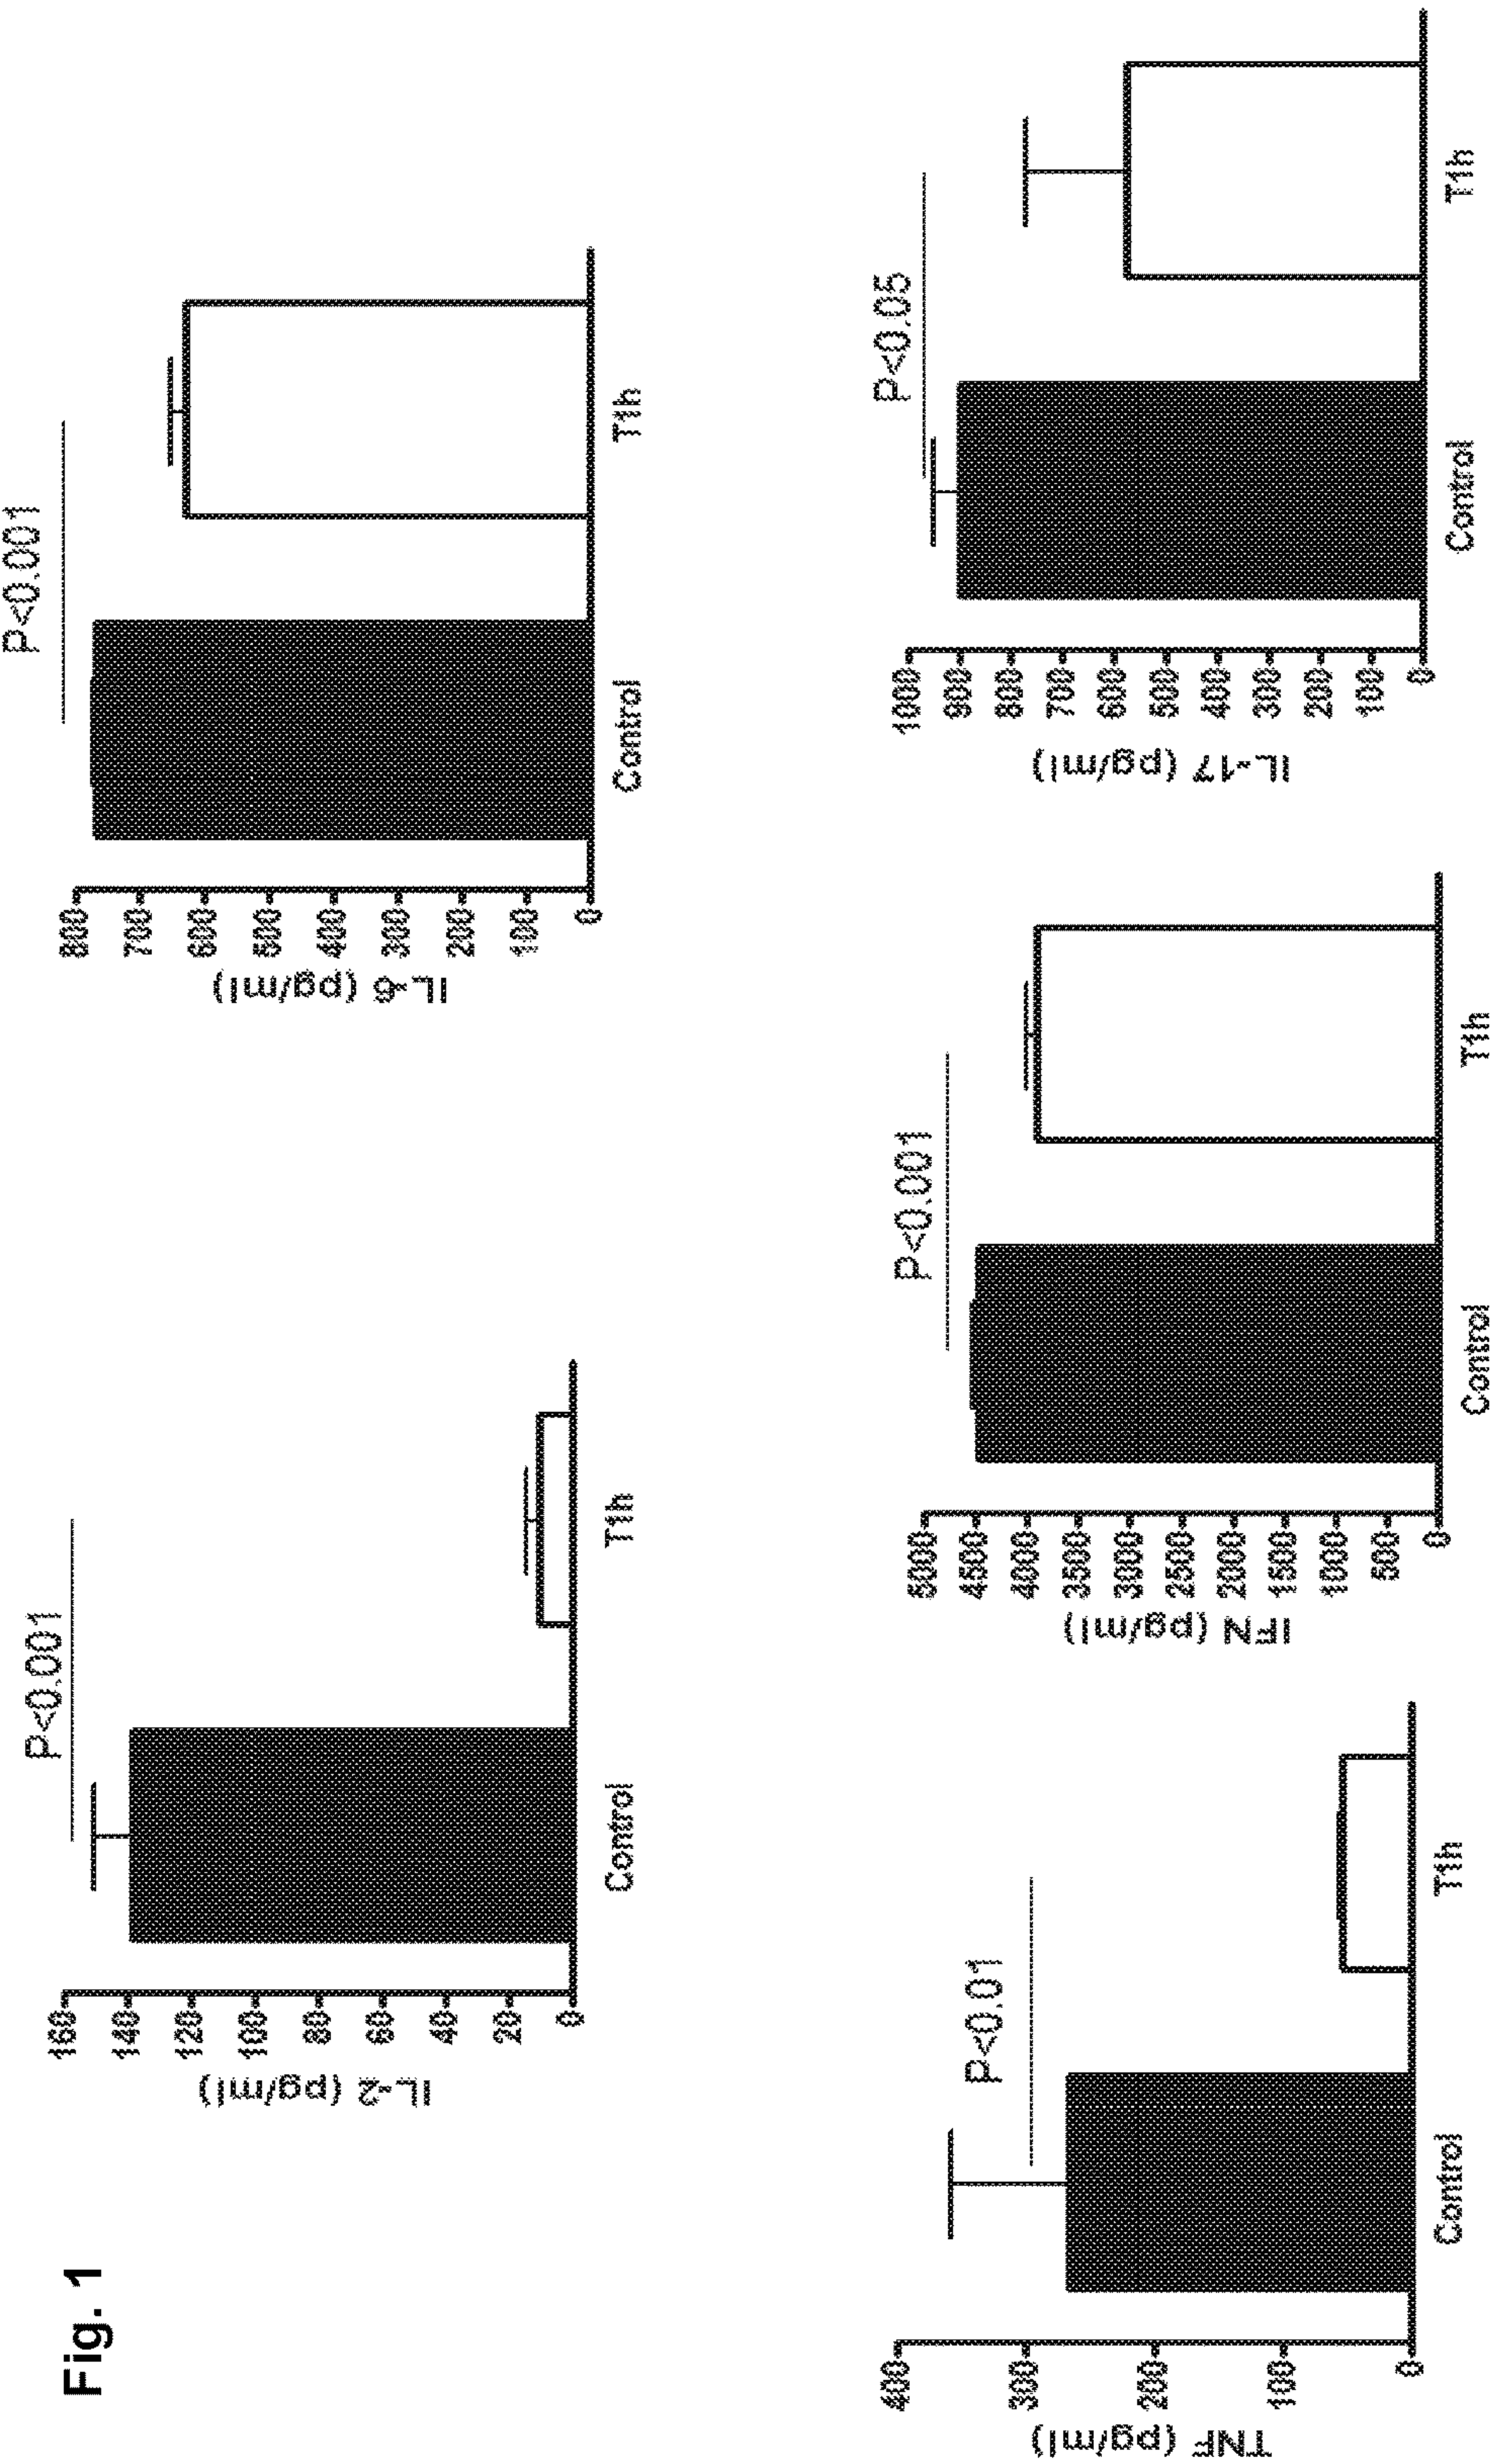 Fig. 1
P<0.001
IL-2 (pg/ml)
160
140
120
100
80
60
40
20
0
Control
T1h
P<0.001
IL-6 (pg/ml)
800
700
600
500
400
300
200
100
0
Control
T1h
P<0.01
TNF (pg/ml)
400
300
200
100
0
Control
T1h
P<0.001
IFN (pg/ml)
5000
4500
4000
3500
3000
2500
2000
1500
1000
500
0
Control
T1h
P<0.05
IL-17 (pg/ml)
1000
900
800
700
600
500
400
300
200
100
0
Control
T1h